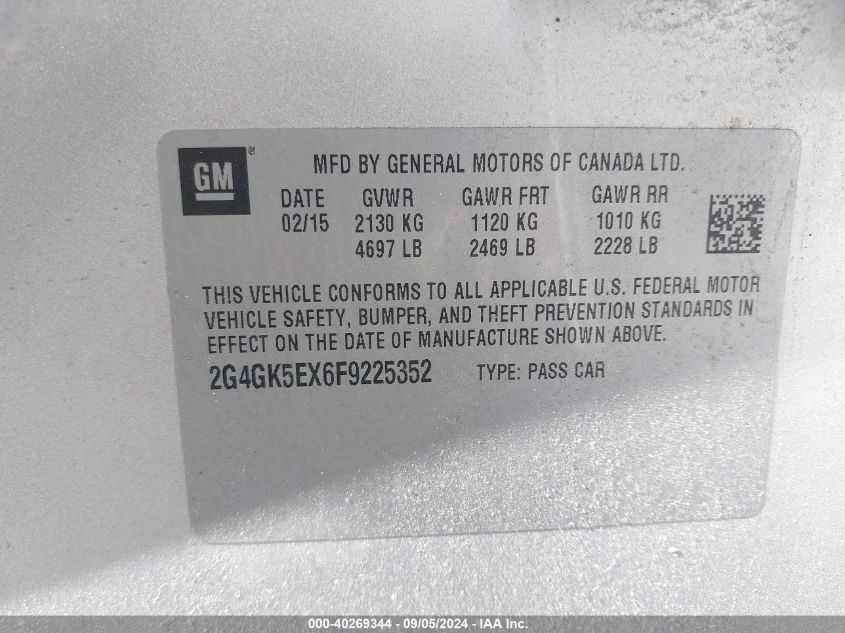 GM®
MFD BY GENERAL MOTORS OF CANADA LTD.
DATE GVWR GAWR FRT GAWR RR
02/15 2130 KG 1120 KG 1010 KG
4697 LB 2469 LB 2228 LB
THIS VEHICLE CONFORMS TO ALL APPLICABLE U.S. FEDERAL MOTOR
VEHICLE SAFETY, BUMPER, AND THEFT PREVENTION STANDARDS IN
EFFECT ON THE DATE OF MANUFACTURE SHOWN ABOVE.
2G4GK5EX6F9225352 TYPE: PASS CAR
000-40269344 - 09/05/2024 - IAA Inc.